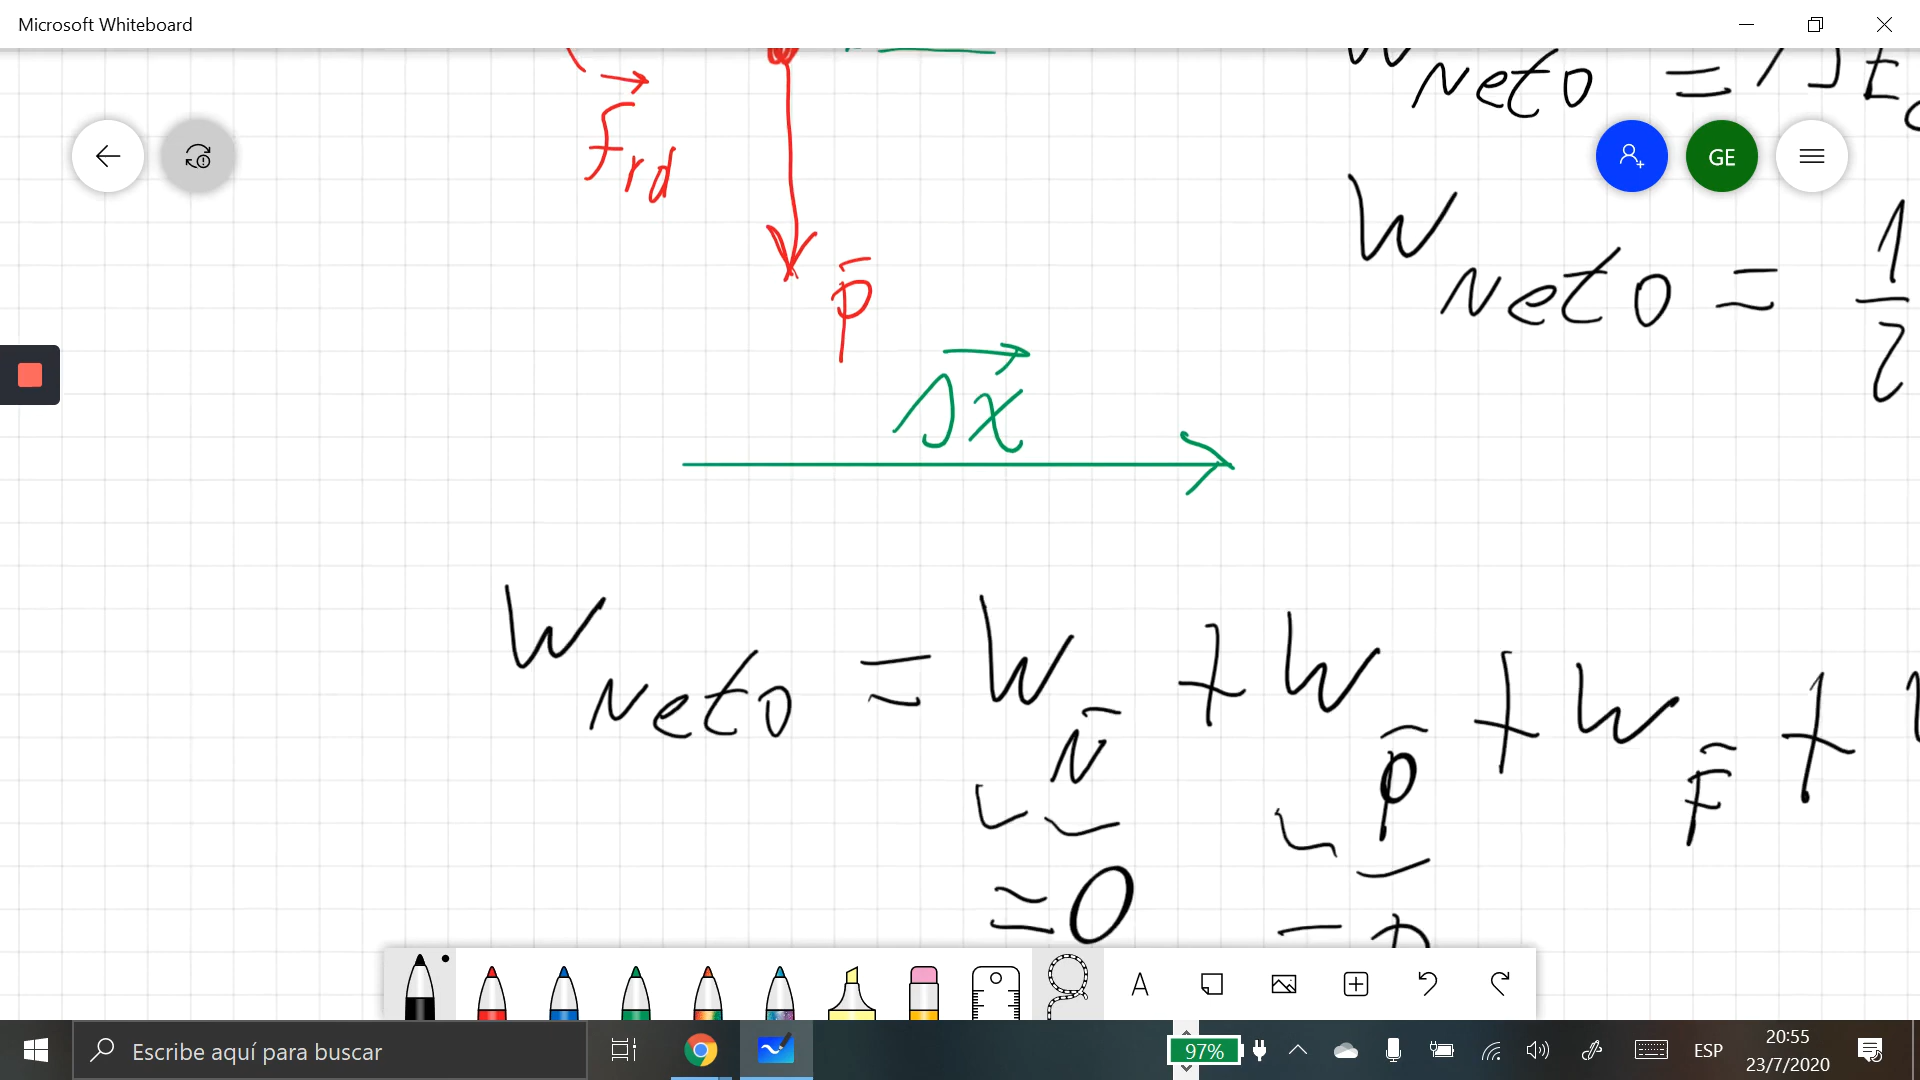 Microsoft Whiteboard
W Neto = ΔE
f rd
GE
W Neto = 1/2
p
Δx
W Neto = W N + W p + W F +
= 0
=
A
Escribe aquí para buscar
97%
ESP
20:55
23/7/2020